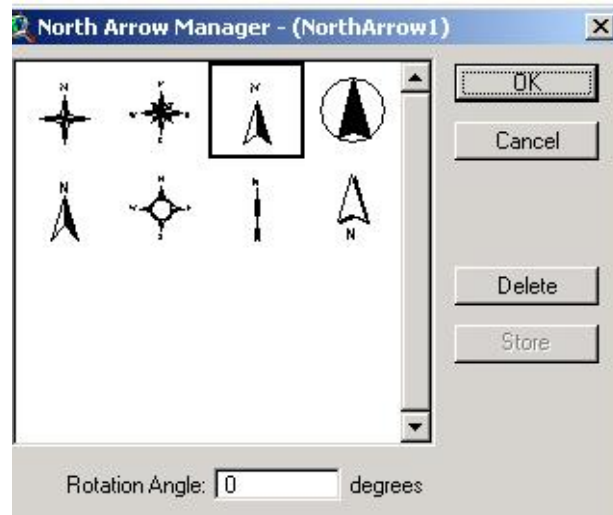 North Arrow Manager - (NorthArrow1)
N
N
N
N
N
OK
Cancel
Delete
Store
Rotation Angle: 0 degrees